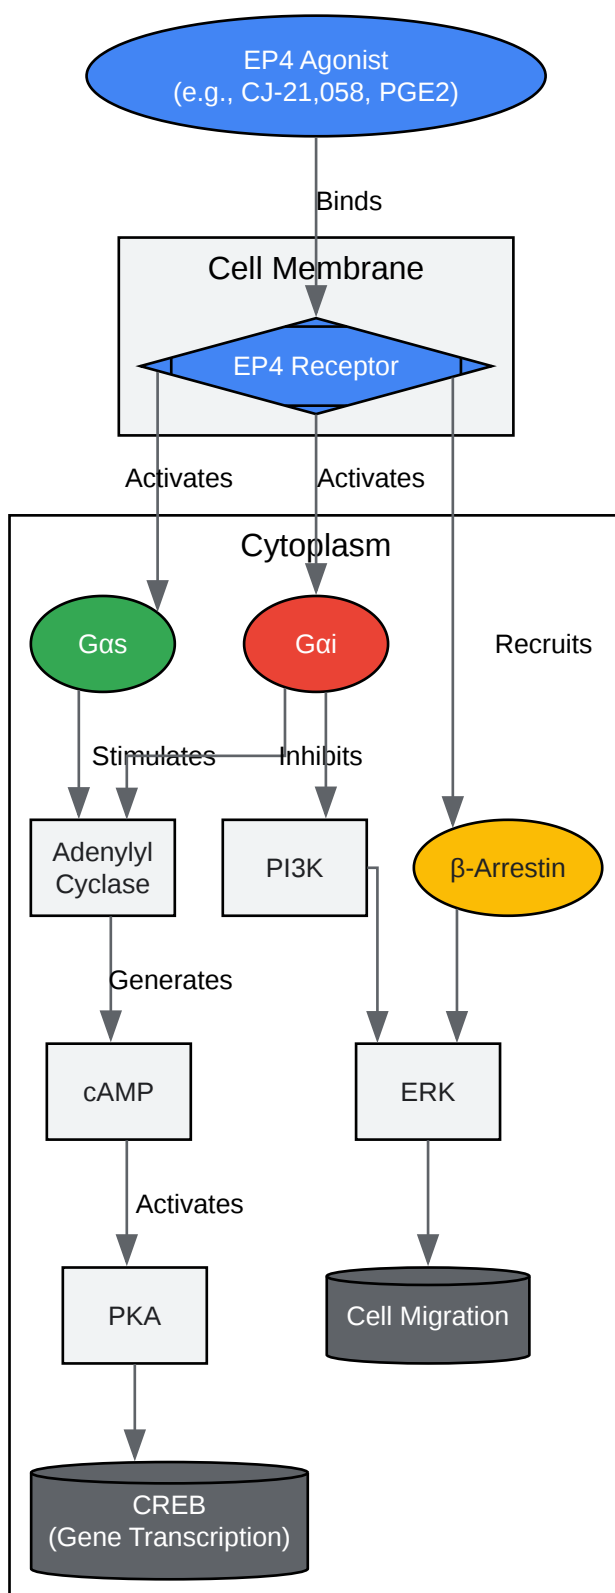 EP4 Agonist
(e.g., CJ-21,058, PGE2)
Binds
Cell Membrane
EP4 Receptor
Activates
Activates
Cytoplasm
Gαs
Gαi
Recruits
Stimulates
Inhibits
Adenylyl
Cyclase
PI3K
β-Arrestin
Generates
cAMP
ERK
Activates
PKA
Cell Migration
CREB
(Gene Transcription)